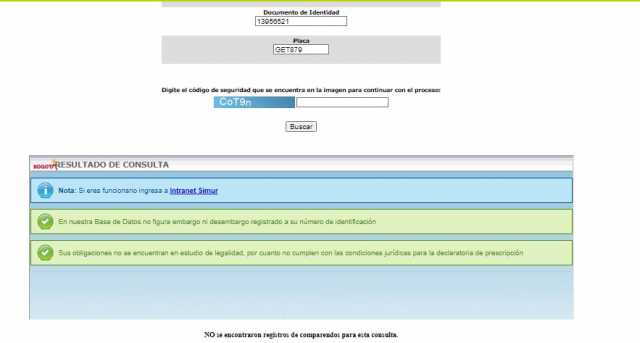 Documento de Identidad
13956521
Placa
GET879
Digite el código de seguridad que se encuentra en la imagen para continuar con el proceso:
CoT9n
Buscar
BOGOTÁ RESULTADO DE CONSULTA
Nota: Si eres funcionario ingresa a Intranet Simur
En nuestra Base de Datos no figura embargo ni desembargo registrado a su número de identificación
Sus obligaciones no se encuentran en estudio de legalidad, por cuanto no cumplen con las condiciones jurídicas para la declaratoria de prescripción
NO se encontraron registros de comparendos para esta consulta.